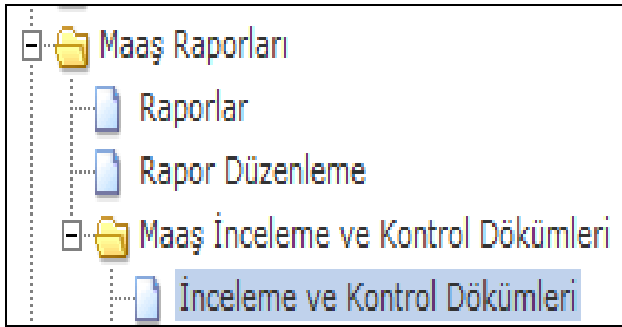 Maaş Raporları
Raporlar
Rapor Düzenleme
Maaş İnceleme ve Kontrol Dökümleri
İnceleme ve Kontrol Dökümleri